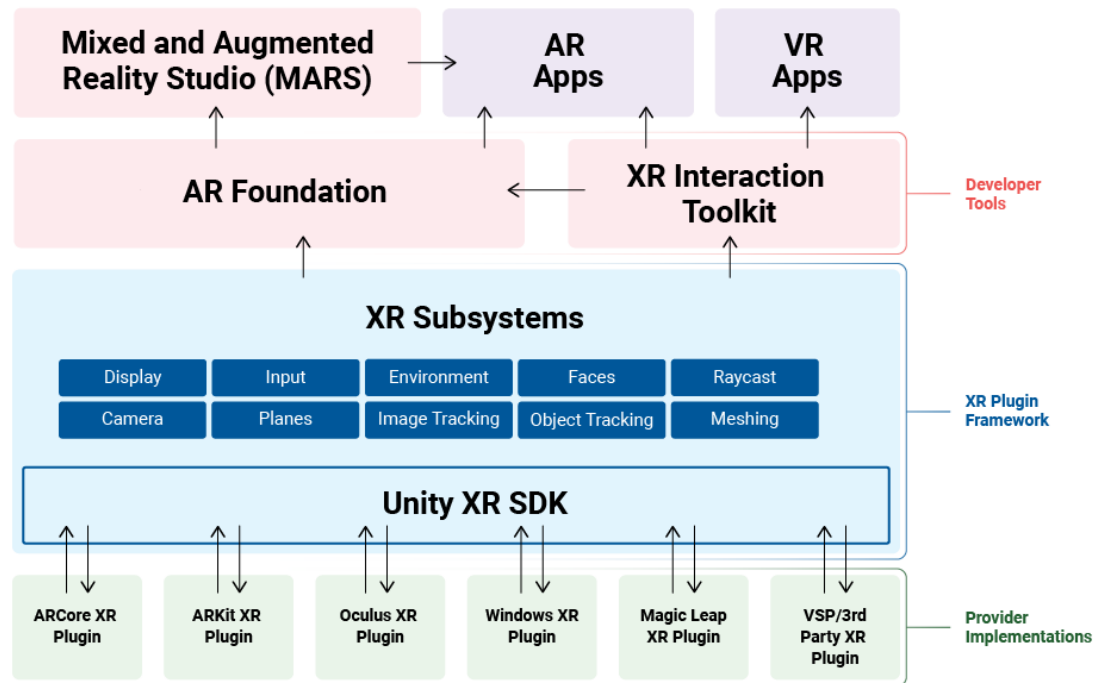 Mixed and Augmented
Reality Studio (MARS)
AR
Apps
VR
Apps
AR Foundation
XR Interaction
Toolkit
Developer
Tools
XR Subsystems
Display
Input
Environment
Faces
Raycast
Camera
Planes
Image Tracking
Object Tracking
Meshing
XR Plugin
Framework
Unity XR SDK
ARCore XR
Plugin
ARKit XR
Plugin
Oculus XR
Plugin
Windows XR
Plugin
Magic Leap
XR Plugin
VSP/3rd
Party XR
Plugin
Provider
Implementations